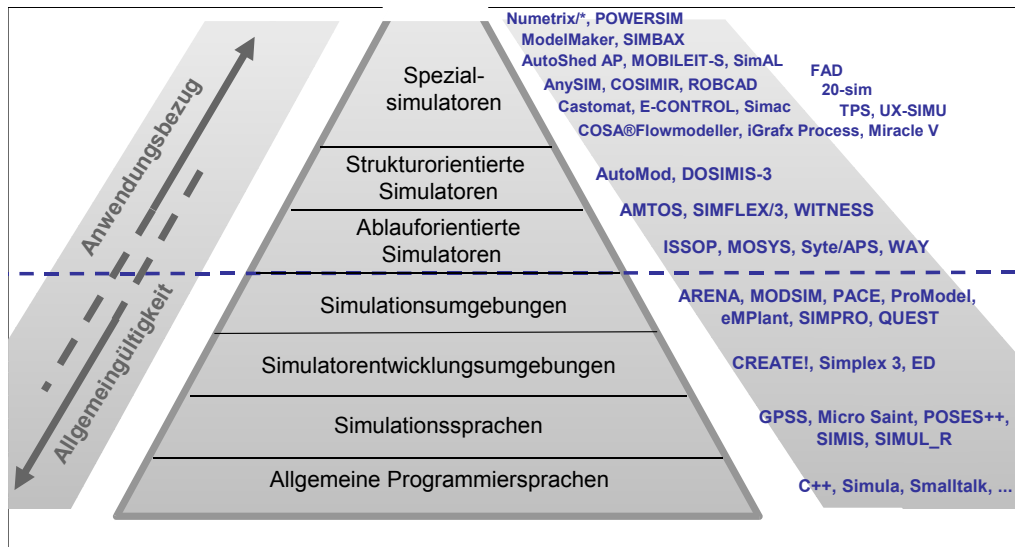 Numetrix/*, POWERSIM
ModelMaker, SIMBAX
AutoShed AP, MOBILEIT-S, SimAL
FAD
AnySIM, COSIMIR, ROBCAD
20-sim
Castomat, E-CONTROL, Simac
TPS, UX-SIMU
COSA®Flowmodeller, iGrafx Process, Miracle V
Spezial-
simulatoren
Strukturorientierte
Simulatoren
AutoMod, DOSIMIS-3
Ablauforientierte
Simulatoren
AMTOS, SIMFLEX/3, WITNESS
ISSOP, MOSYS, Syte/APS, WAY
Simulationsumgebungen
ARENA, MODSIM, PACE, ProModel,
eMPlant, SIMPRO, QUEST
Simulatorentwicklungsumgebungen
CREATE!, Simplex 3, ED
Simulationssprachen
GPSS, Micro Saint, POSES++,
SIMIS, SIMUL_R
Allgemeine Programmiersprachen
C++, Simula, Smalltalk, ...
Anwendungsbezug
Allgemeingültigkeit